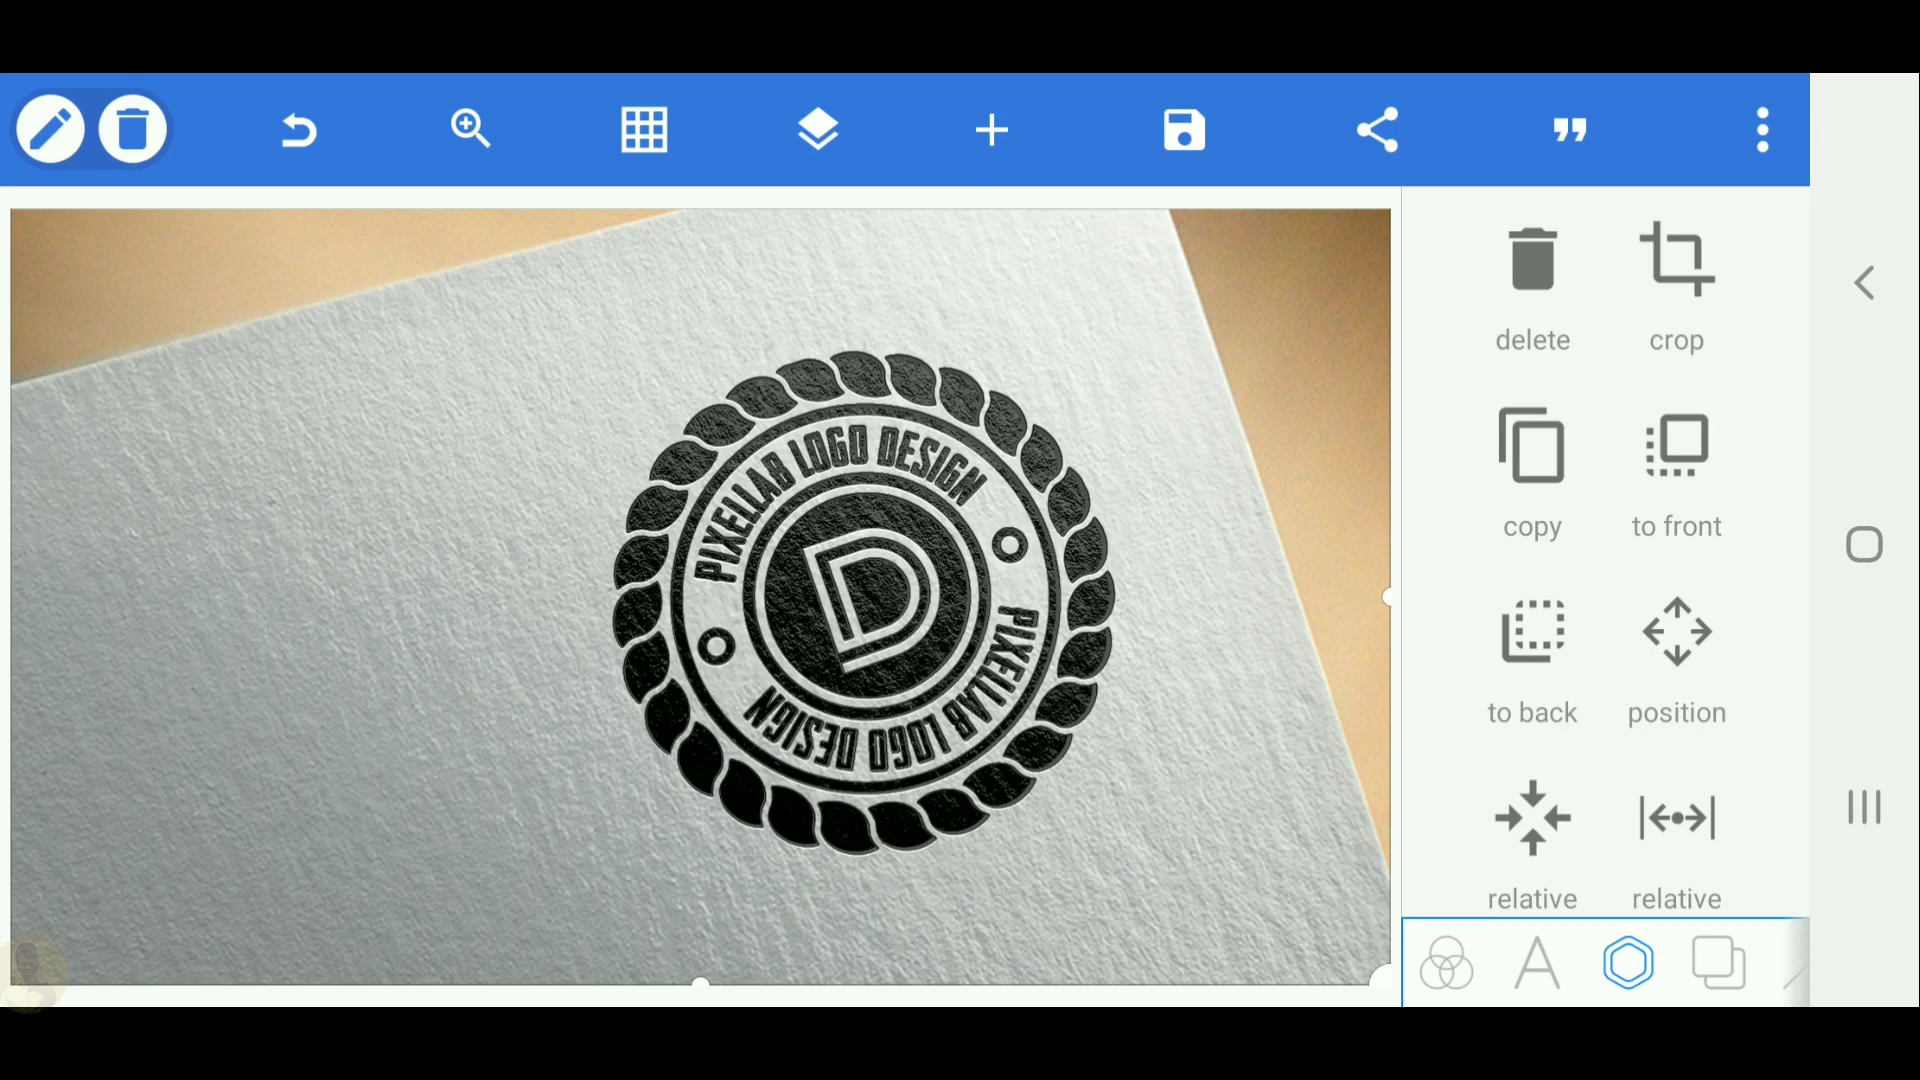 PIXELLAB LOGO DESIGN
D
PIXELLAB LOGO DESIGN
delete
crop
copy
to front
to back
position
relative
relative